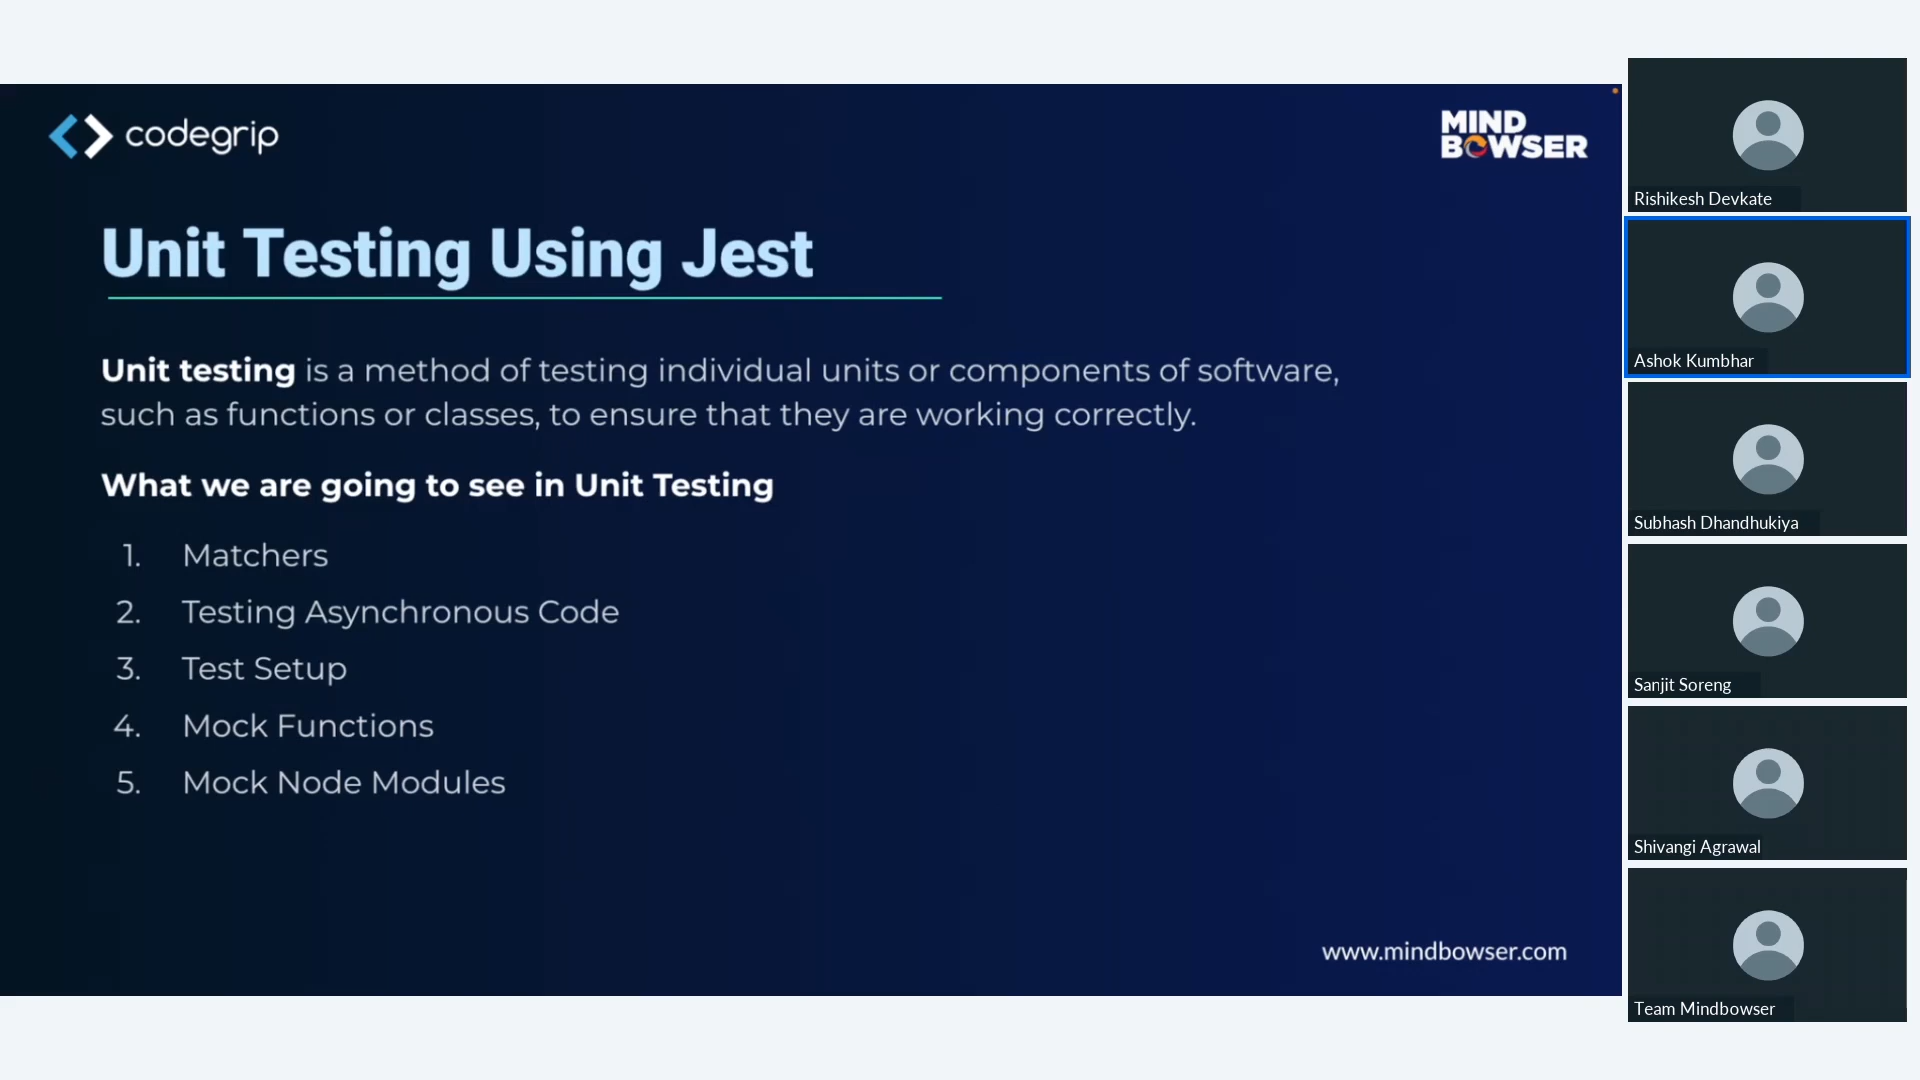 codegrip
MIND
BOWSER
Unit Testing Using Jest
Unit testing is a method of testing individual units or components of software,
such as functions or classes, to ensure that they are working correctly.
What we are going to see in Unit Testing
1. Matchers
2. Testing Asynchronous Code
3. Test Setup
4. Mock Functions
5. Mock Node Modules
www.mindbowser.com
Rishikesh Devkate
Ashok Kumbhar
Subhash Dhandhukiya
Sanjit Soreng
Shivangi Agrawal
Team Mindbowser